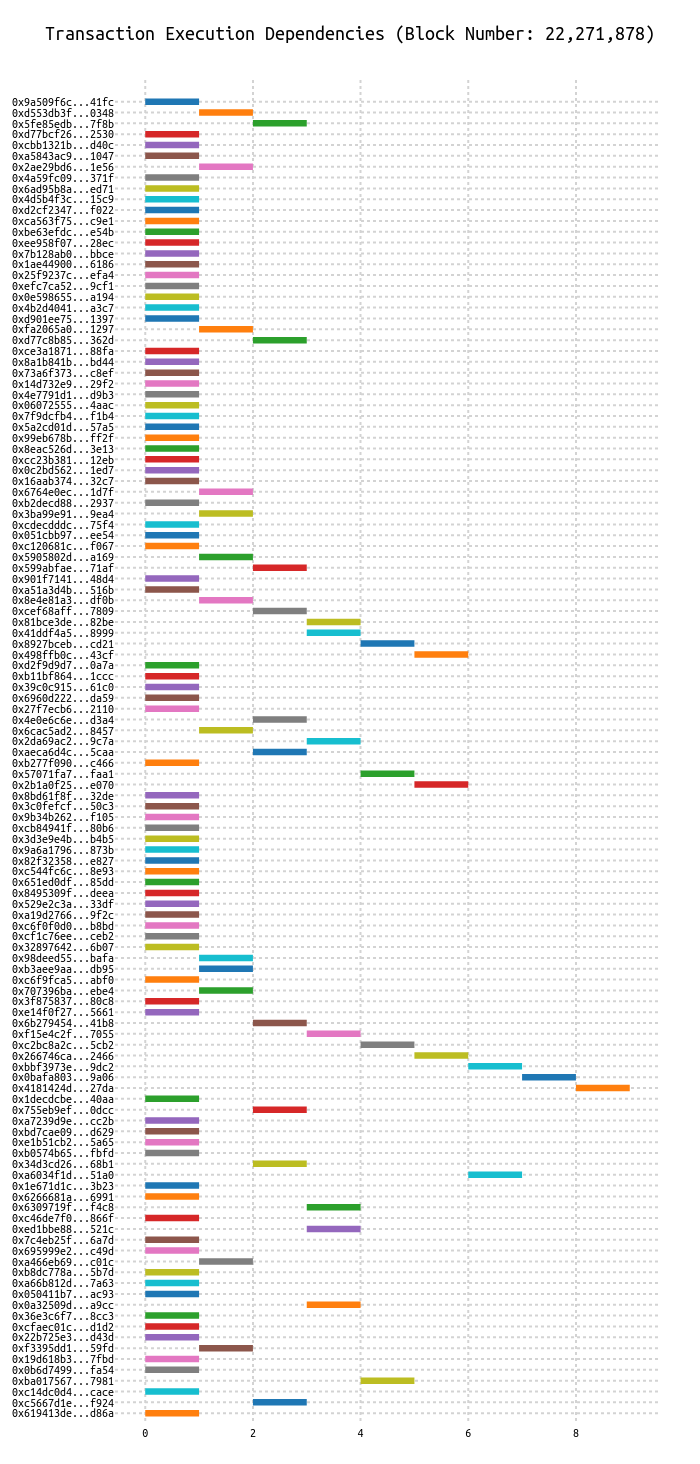 Transaction Execution Dependencies (Block Number: 22,271,878)
0x9a509f6c...41fc
0xd553db3f...0348
0x5fe85edb...7f8b
0xd77bcf26...2530
0xcbb1321b...d40c
0xa5843ac9...1047
0x2ae29bd6...1e56
0x4a59fc09...371f
0x6ad95b8a...ed71
0x4d5b4f3c...15c9
0xd2cf2347...f022
0xca563f75...c9e1
0xbe63efdc...e54b
0xee958f07...28ec
0x7b128ab0...bbce
0x1ae44900...6186
0x25f9237c...efa4
0xefc7ca52...9cf1
0x0e598655...a194
0x4b2d4041...a3c7
0xd901ee75...1397
0xfa2065a0...1297
0xd77c8b85...362d
0xce3a1871...88fa
0x8a1b841b...bd44
0x73a6f373...c8ef
0x14d732e9...29f2
0x4e7791d1...d9b3
0x06072555...4aac
0x7f9dcfb4...f1b4
0x5a2cd01d...57a5
0x99eb678b...ff2f
0x8eac526d...3e13
0xcc23b381...12eb
0x0c2bd562...1ed7
0x16aab374...32c7
0x6764e0ec...1d7f
0xb2decd88...2937
0x3ba99e91...9ea4
0xcdecdddc...75f4
0x051cbb97...ee54
0xc120681c...f067
0x5905802d...a169
0x599abfae...71af
0x901f7141...48d4
0xa51a3d4b...516b
0x8e4e81a3...df0b
0xcef68aff...7809
0x81bce3de...82be
0x41ddf4a5...8999
0x8927bceb...cd21
0x498ffb0c...43cf
0xd2f9d9d7...0a7a
0xb11bf864...1ccc
0x39c0c915...61c0
0x6960d222...da59
0x27f7ecb6...2110
0x4e0e6c6e...d3a4
0x6cac5ad2...8457
0x2da69ac2...9c7a
0xaeca6d4c...5caa
0xb277f090...c466
0x57071fa7...faa1
0x2b1a0f25...e070
0x8bd61f8f...32de
0x3c0fefcf...50c3
0x9b34b262...f105
0xcb84941f...80b6
0x3d3e9e4b...b4b5
0x9a6a1796...873b
0x82f32358...e827
0xc544fc6c...8e93
0x651ed0df...85dd
0x8495309f...deea
0x529e2c3a...33df
0xa19d2766...9f2c
0xc6f0f0d0...b8bd
0xcf1c76ee...ceb2
0x32897642...6b07
0x98deed55...bafa
0xb3aee9aa...db95
0xc6f9fca5...abf0
0x707396ba...ebe4
0x3f875837...80c8
0xe14f0f27...5661
0x6b279454...41b8
0xf15e4c2f...7055
0xc2bc8a2c...5cb2
0x266746ca...2466
0xbbf3973e...9dc2
0x0bafa803...9a06
0x4181424d...27da
0x1decdcbe...40aa
0x755eb9ef...0dcc
0xa7239d9e...cc2b
0xbd7cae09...d629
0xe1b51cb2...5a65
0xb0574b65...fbfd
0x34d3cd26...68b1
0xa6034f1d...51a0
0x1e671d1c...3b23
0x6266681a...6991
0x6309719f...f4c8
0xc46de7f0...866f
0xed1bbe88...521c
0x7c4eb25f...6a7d
0x695999e2...c49d
0xa466eb69...c01c
0xb8dc778a...5b7d
0xa66b812d...7a63
0x050411b7...ac93
0x0a32509d...a9cc
0x36e3c6f7...8cc3
0xcfaec01c...d1d2
0x22b725e3...d43d
0xf3395dd1...59fd
0x19d618b3...7fbd
0x0b6d7499...fa54
0xba017567...7981
0xc14dc0d4...cace
0xc5667d1e...f924
0x619413de...d86a
0 2 4 6 8